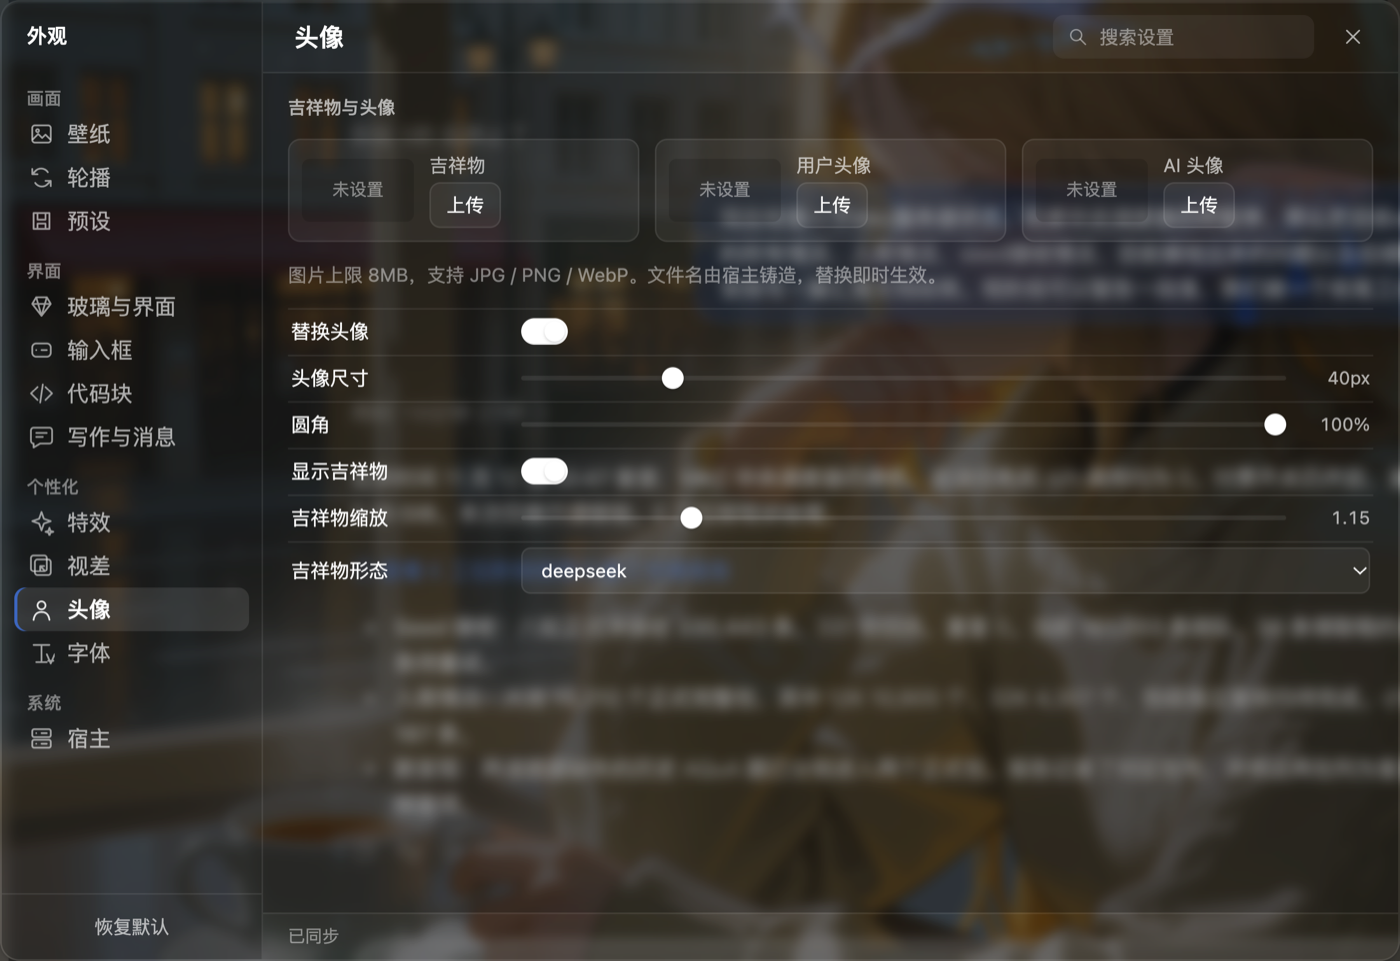 外观
画面
壁纸
轮播
预设
界面
玻璃与界面
输入框
代码块
写作与消息
个性化
特效
视差
头像
字体
系统
宿主
恢复默认
头像
搜索设置
吉祥物与头像
未设置
吉祥物
上传
未设置
用户头像
上传
未设置
AI 头像
上传
图片上限 8MB，支持 JPG / PNG / WebP。文件名由宿主铸造，替换即时生效。
替换头像
头像尺寸 40px
圆角 100%
显示吉祥物
吉祥物缩放 1.15
吉祥物形态 deepseek
已同步